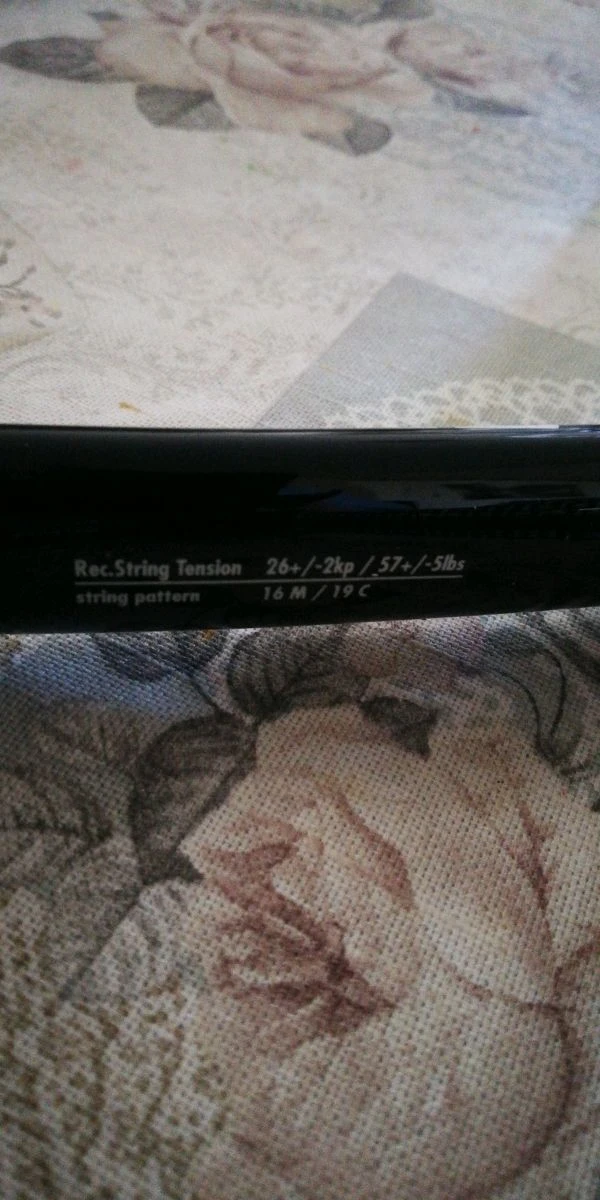 Rec.String Tension 26+/-2kp / 57+/-5lbs
string pattern 16 M / 19 C